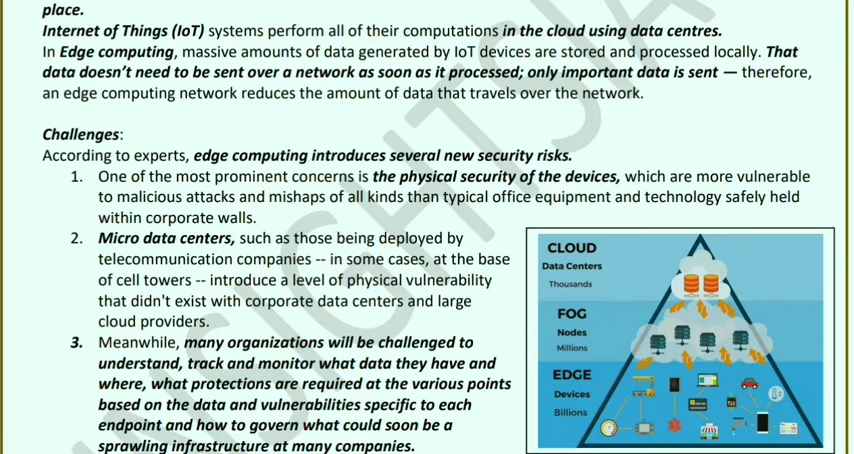 place.
Internet of Things (IoT) systems perform all of their computations in the cloud using data centres.
In Edge computing, massive amounts of data generated by IoT devices are stored and processed locally. That
data doesn’t need to be sent over a network as soon as it processed; only important data is sent — therefore,
an edge computing network reduces the amount of data that travels over the network.
Challenges:
According to experts, edge computing introduces several new security risks.
1. One of the most prominent concerns is the physical security of the devices, which are more vulnerable
to malicious attacks and mishaps of all kinds than typical office equipment and technology safely held
within corporate walls.
2. Micro data centers, such as those being deployed by
telecommunication companies -- in some cases, at the base
of cell towers -- introduce a level of physical vulnerability
that didn't exist with corporate data centers and large
cloud providers.
3. Meanwhile, many organizations will be challenged to
understand, track and monitor what data they have and
where, what protections are required at the various points
based on the data and vulnerabilities specific to each
endpoint and how to govern what could soon be a
sprawling infrastructure at many companies.
CLOUD
Data Centers
Thousands
FOG
Nodes
Millions
EDGE
Devices
Billions
INSIGHTSIA